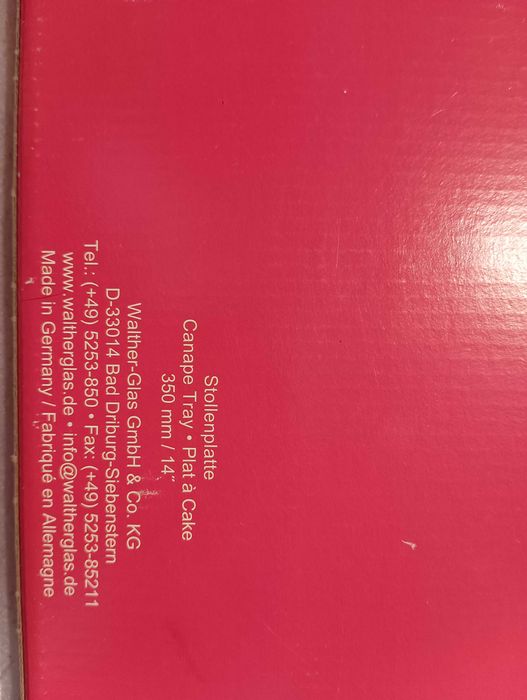 Stollenplatte
Canape Tray • Plat à Cake
350 mm / 14"
Walther-Glas GmbH & Co. KG
D-33014 Bad Driburg-Siebenstern
Tel.: (+49) 5253-850 • Fax: (+49) 5253-85211
www.waltherglas.de • info@waltherglas.de
Made in Germany / Fabriqué en Allemagne